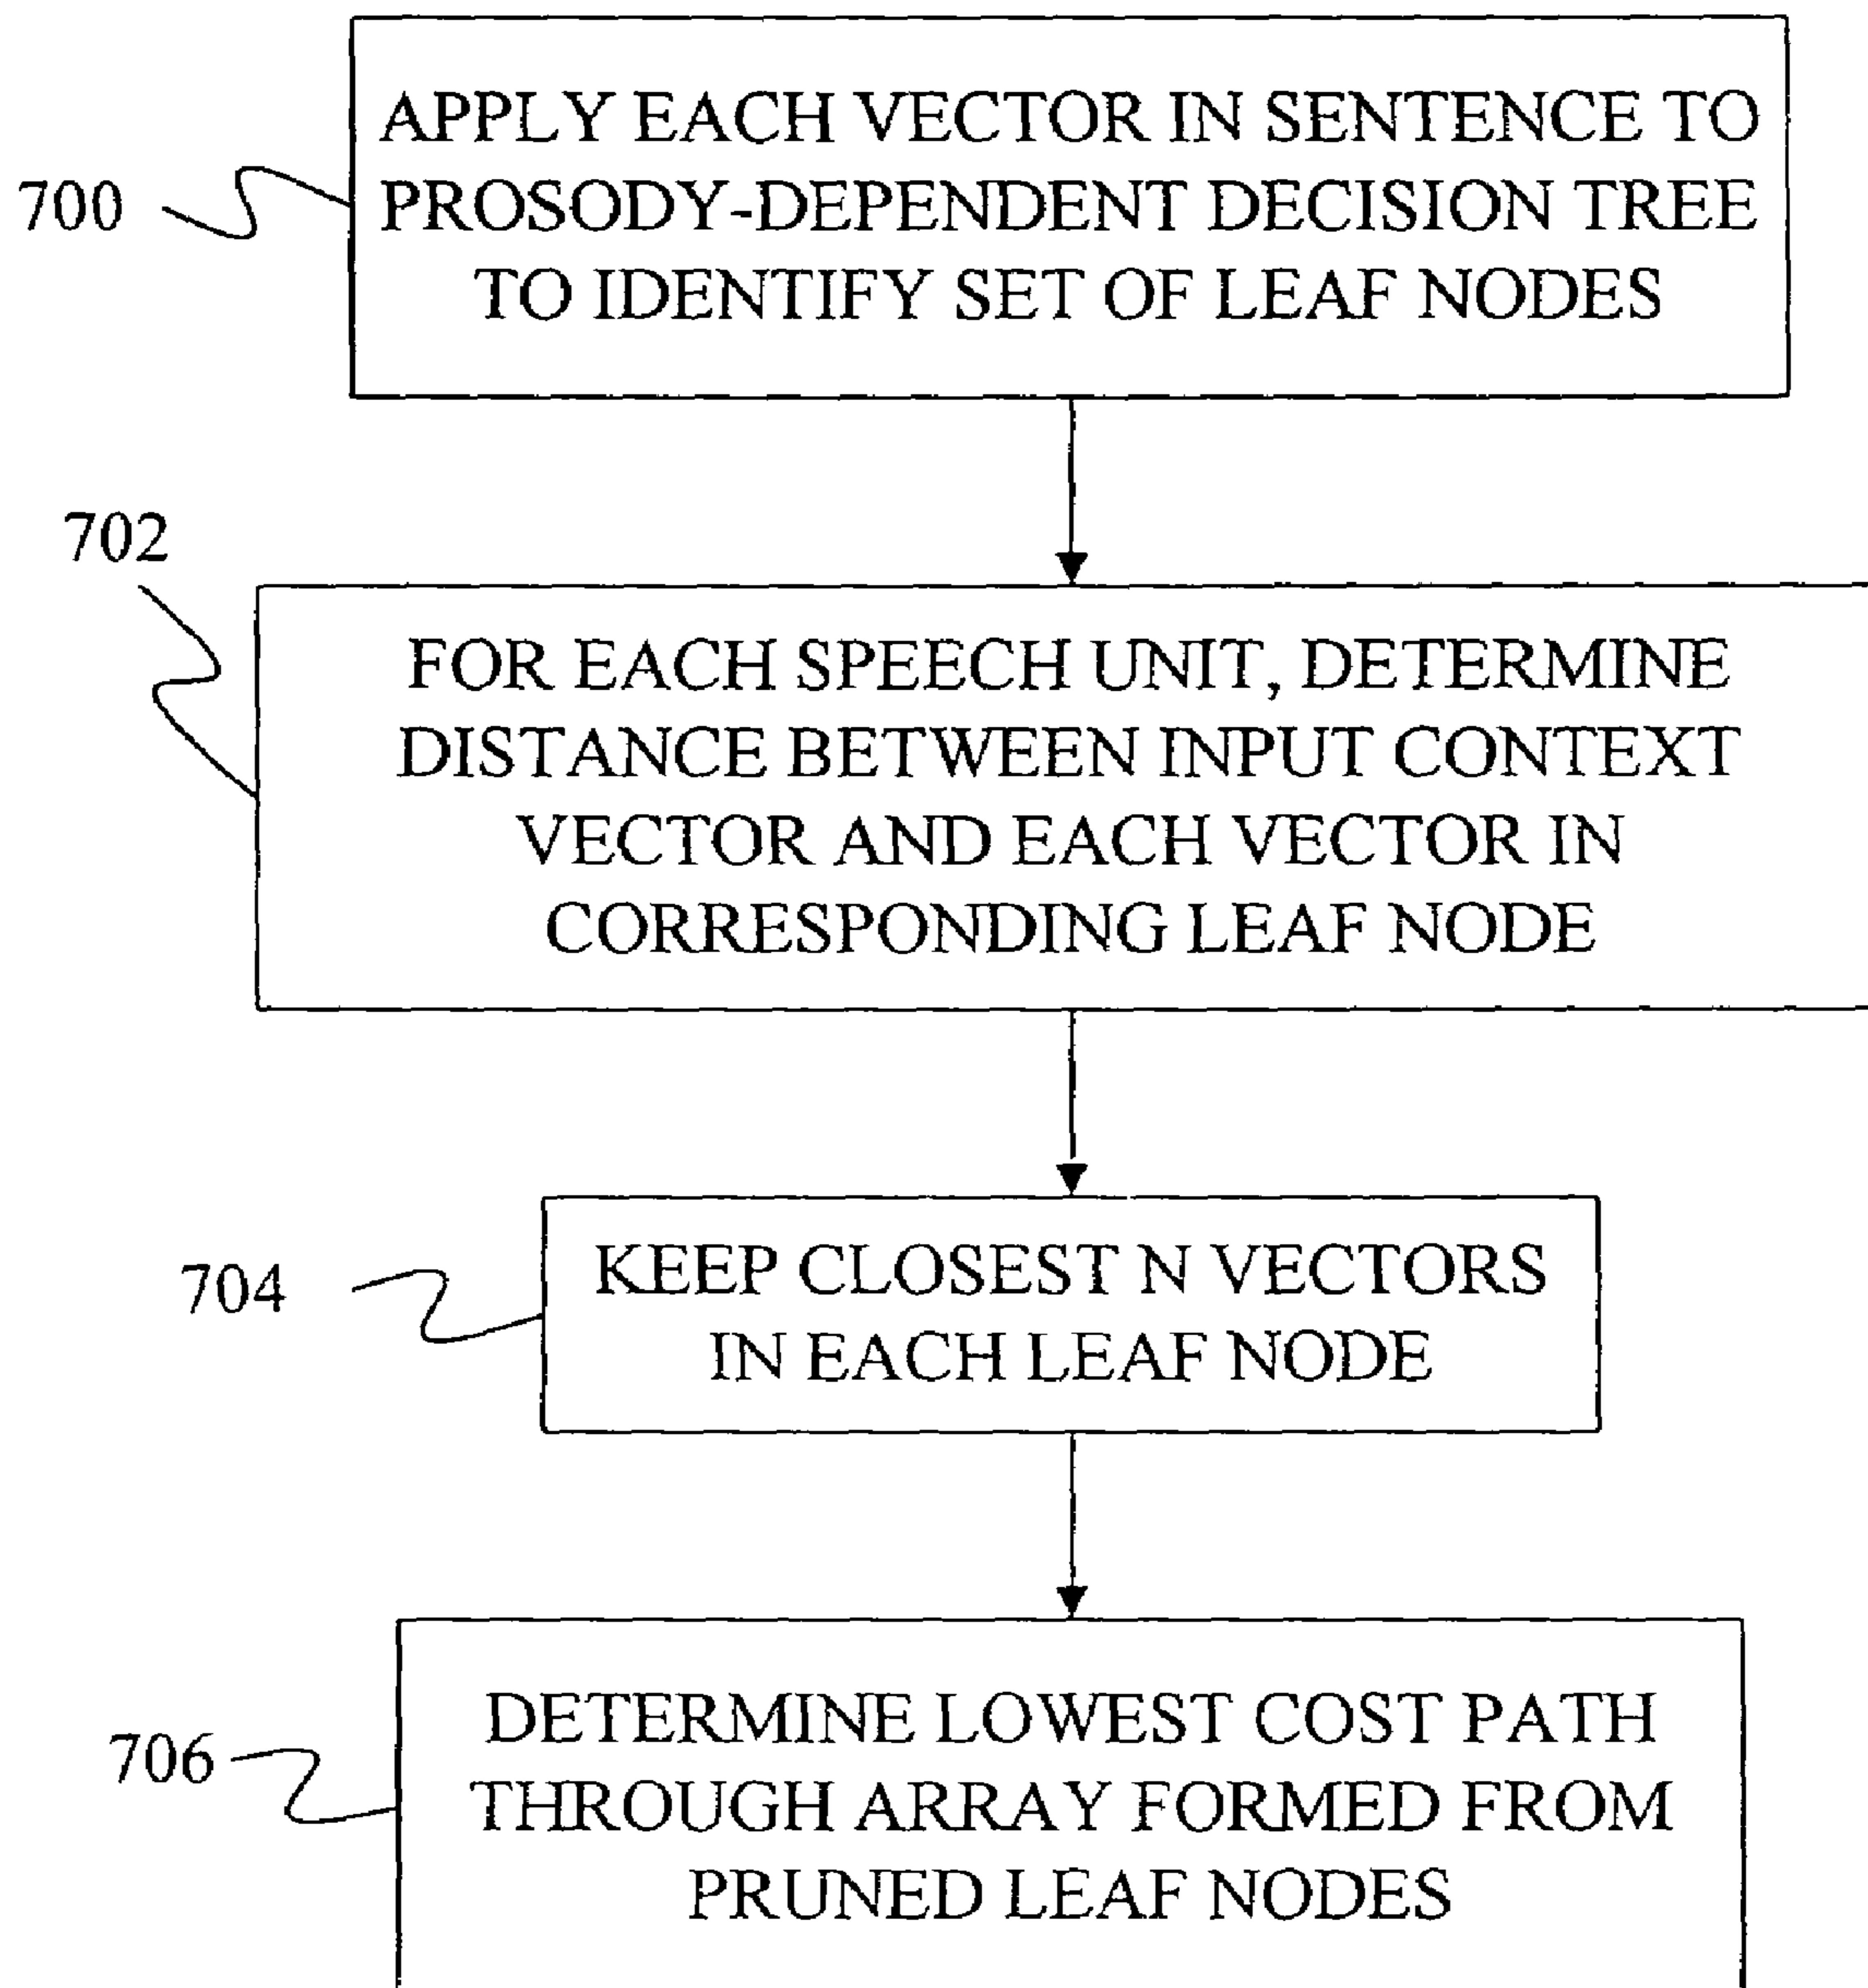 APPLY EACH VECTOR IN SENTENCE TO
PROSODY-DEPENDENT DECISION TREE
TO IDENTIFY SET OF LEAF NODES
700
702
FOR EACH SPEECH UNIT, DETERMINE
DISTANCE BETWEEN INPUT CONTEXT
VECTOR AND EACH VECTOR IN
CORRESPONDING LEAF NODE
704
KEEP CLOSEST N VECTORS
IN EACH LEAF NODE
706
DETERMINE LOWEST COST PATH
THROUGH ARRAY FORMED FROM
PRUNED LEAF NODES